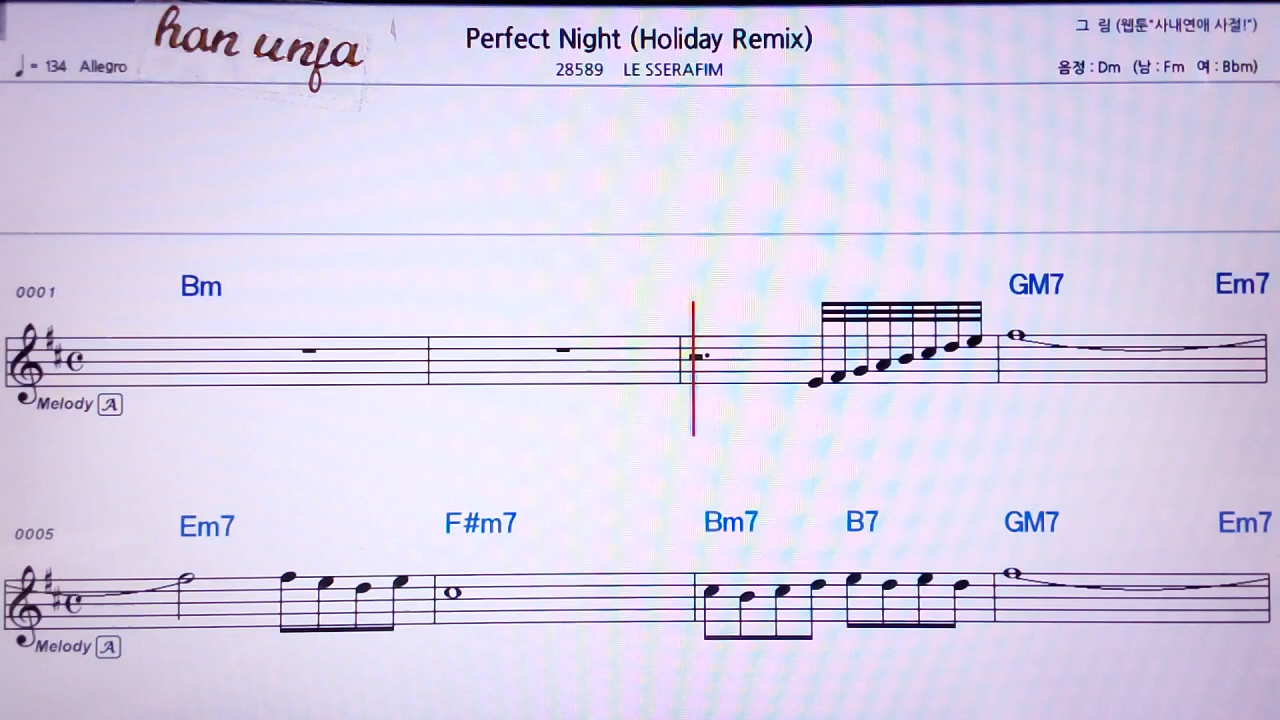 han unfa
Perfect Night (Holiday Remix)
그 림 (웹툰"사내연애 사절!")
♩= 134 Allegro
28589 LE SSERAFIM
음정 : Dm (남 : Fm 여 : Bbm)
0001 Bm GM7 Em7
Melody A
0005 Em7 F#m7 Bm7 B7 GM7 Em7
Melody A